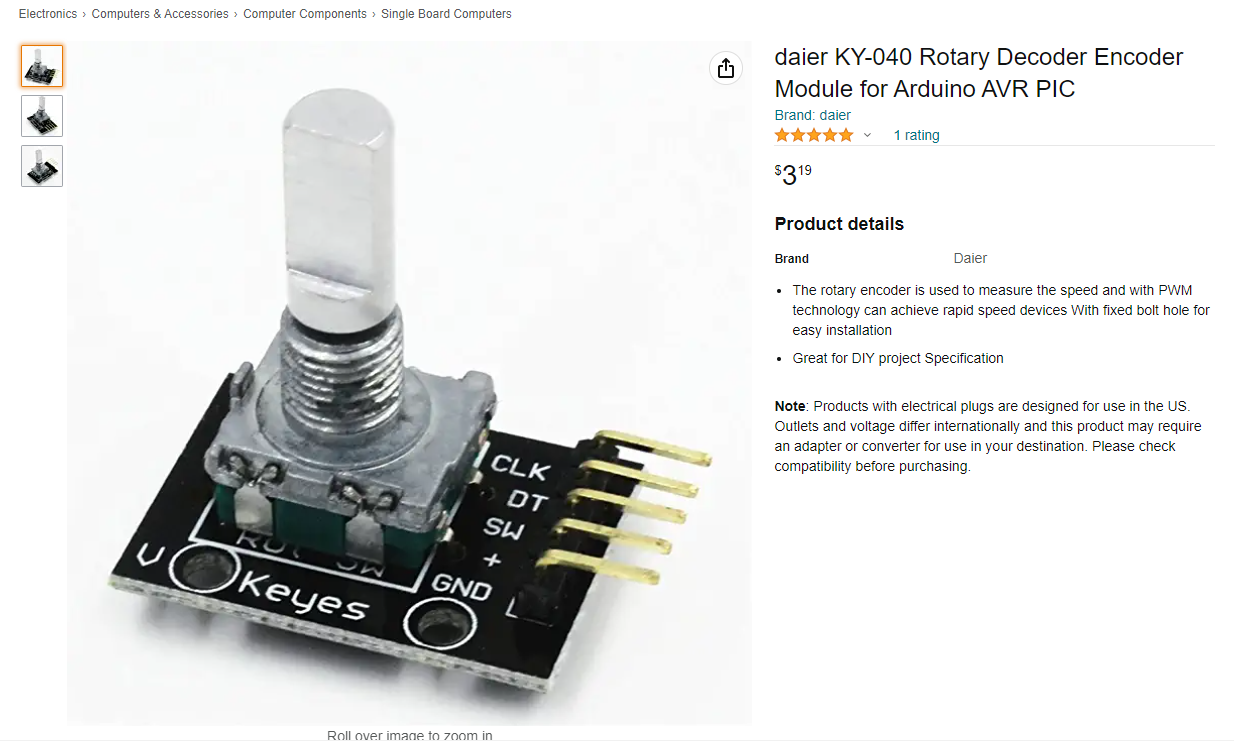 Electronics › Computers & Accessories › Computer Components › Single Board Computers
daier KY-040 Rotary Decoder Encoder
Module for Arduino AVR PIC
Brand: daier
1 rating
$319
Product details
Brand Daier
• The rotary encoder is used to measure the speed and with PWM
technology can achieve rapid speed devices With fixed bolt hole for
easy installation
• Great for DIY project Specification
Note: Products with electrical plugs are designed for use in the US.
Outlets and voltage differ internationally and this product may require
an adapter or converter for use in your destination. Please check
compatibility before purchasing.
CLK
DT
SW
+
GND
SW
V
Keyes
Roll over image to zoom in